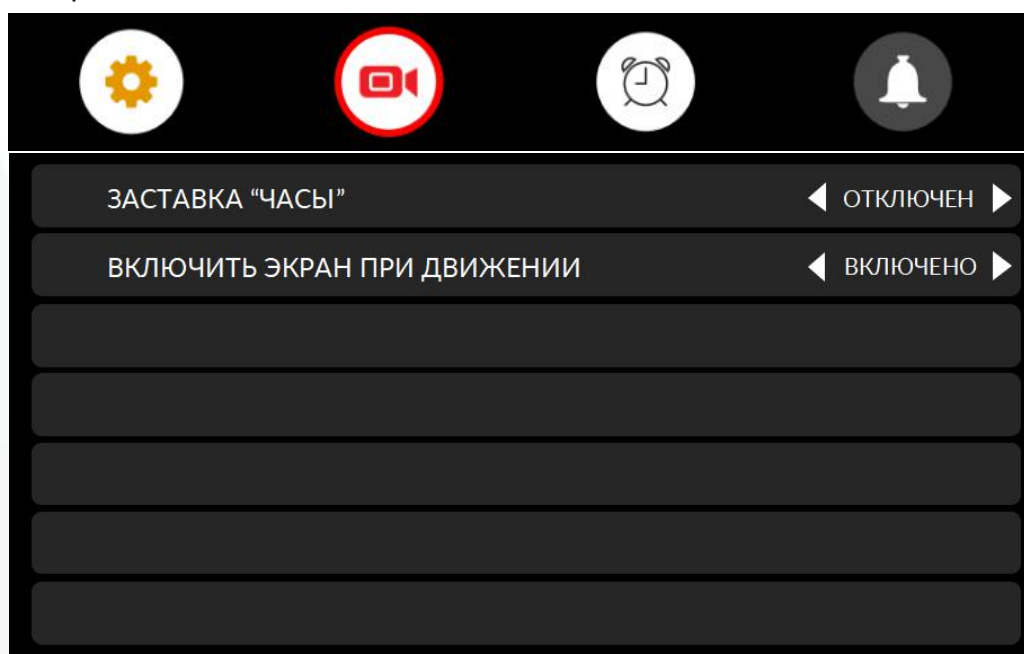 ЗАСТАВКА “ЧАСЫ”
ОТКЛЮЧЕН
ВКЛЮЧИТЬ ЭКРАН ПРИ ДВИЖЕНИИ
ВКЛЮЧЕНО